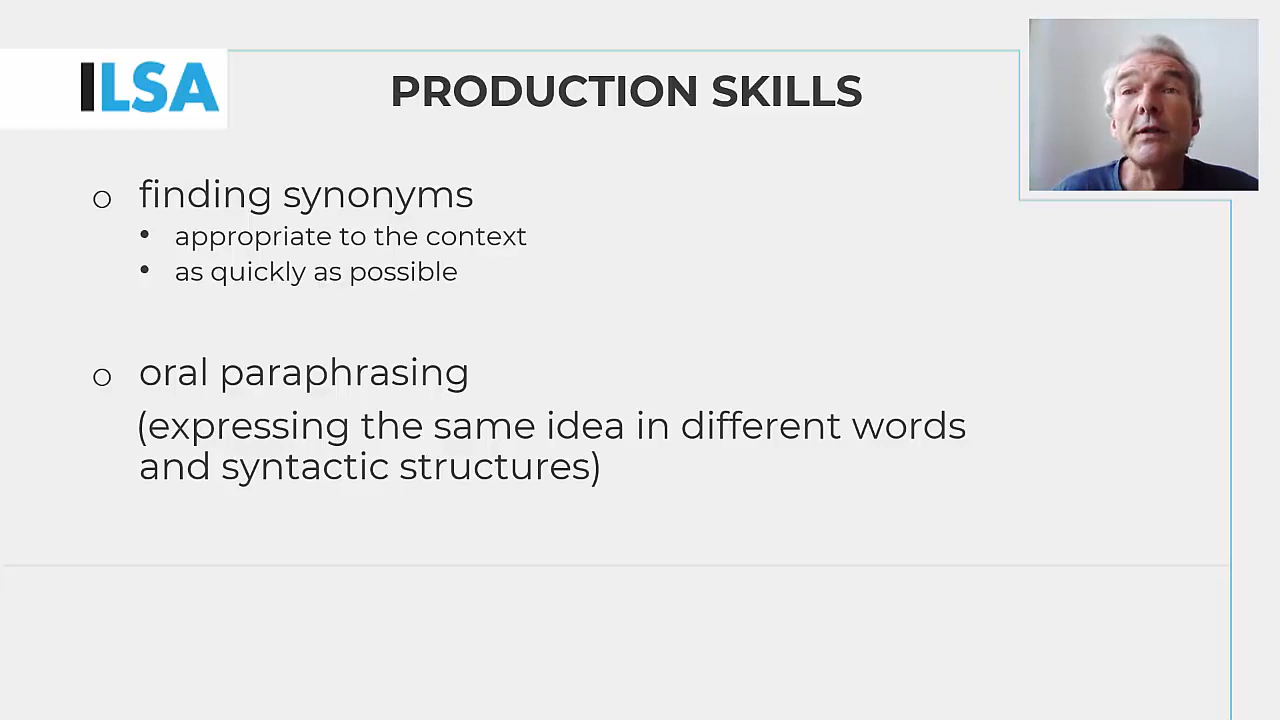 ILSA
PRODUCTION SKILLS
o finding synonyms
• appropriate to the context
• as quickly as possible
o oral paraphrasing
(expressing the same idea in different words
and syntactic structures)